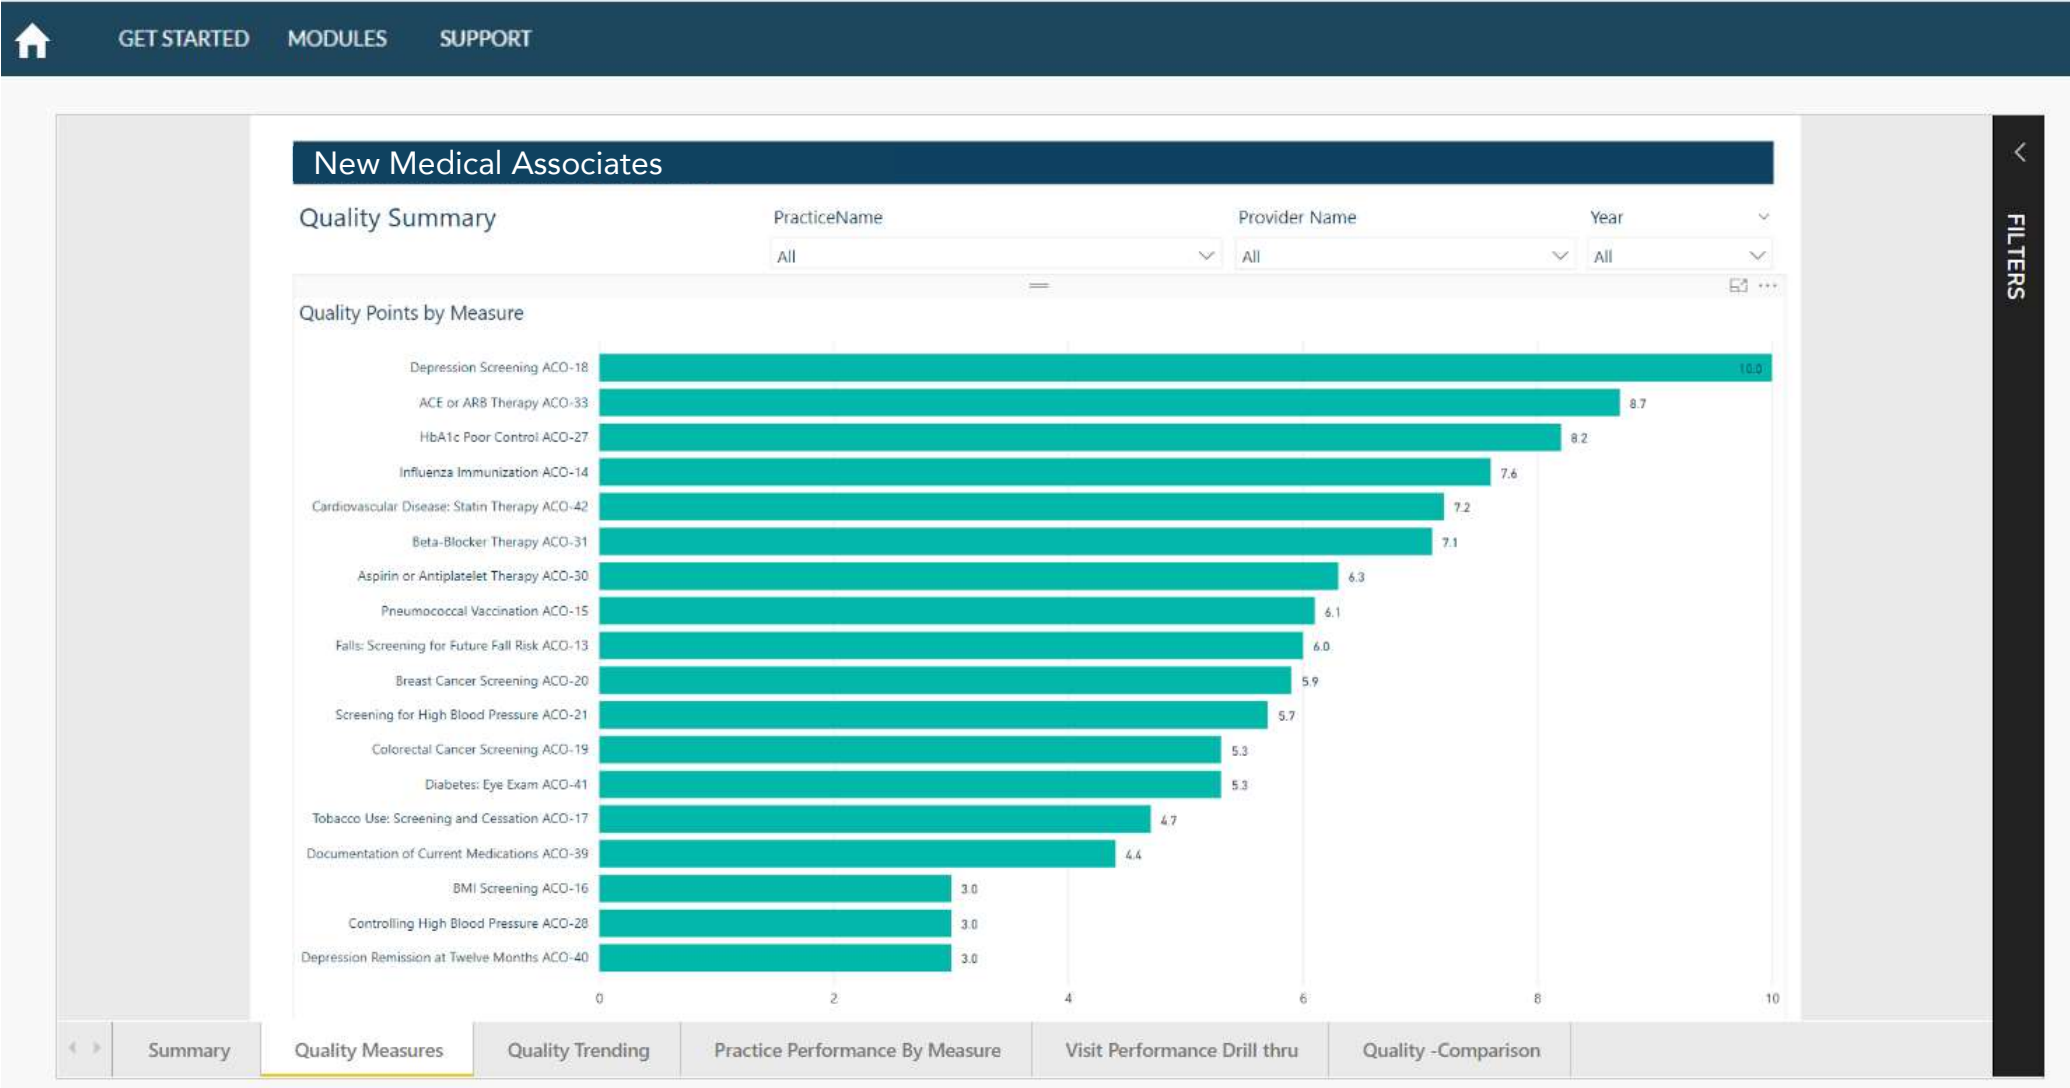 GET STARTED MODULES SUPPORT
New Medical Associates
Quality Summary PracticeName Provider Name Year
All All All
Quality Points by Measure
Depression Screening ACO-18 10.0
ACE or ARB Therapy ACO-33 8.7
HbA1c Poor Control ACO-27 8.2
Influenza Immunization ACO-14 7.6
Cardiovascular Disease: Statin Therapy ACO-42 7.2
Beta-Blocker Therapy ACO-31 7.1
Aspirin or Antiplatelet Therapy ACO-30 6.3
Pneumococcal Vaccination ACO-15 6.1
Falls: Screening for Future Fall Risk ACO-13 6.0
Breast Cancer Screening ACO-20 5.9
Screening for High Blood Pressure ACO-21 5.7
Colorectal Cancer Screening ACO-19 5.3
Diabetes: Eye Exam ACO-41 5.3
Tobacco Use: Screening and Cessation ACO-17 4.7
Documentation of Current Medications ACO-39 4.4
BMI Screening ACO-16 3.0
Controlling High Blood Pressure ACO-28 3.0
Depression Remission at Twelve Months ACO-40 3.0
0 2 4 6 8 10
Summary Quality Measures Quality Trending Practice Performance By Measure Visit Performance Drill thru Quality -Comparison
FILTERS